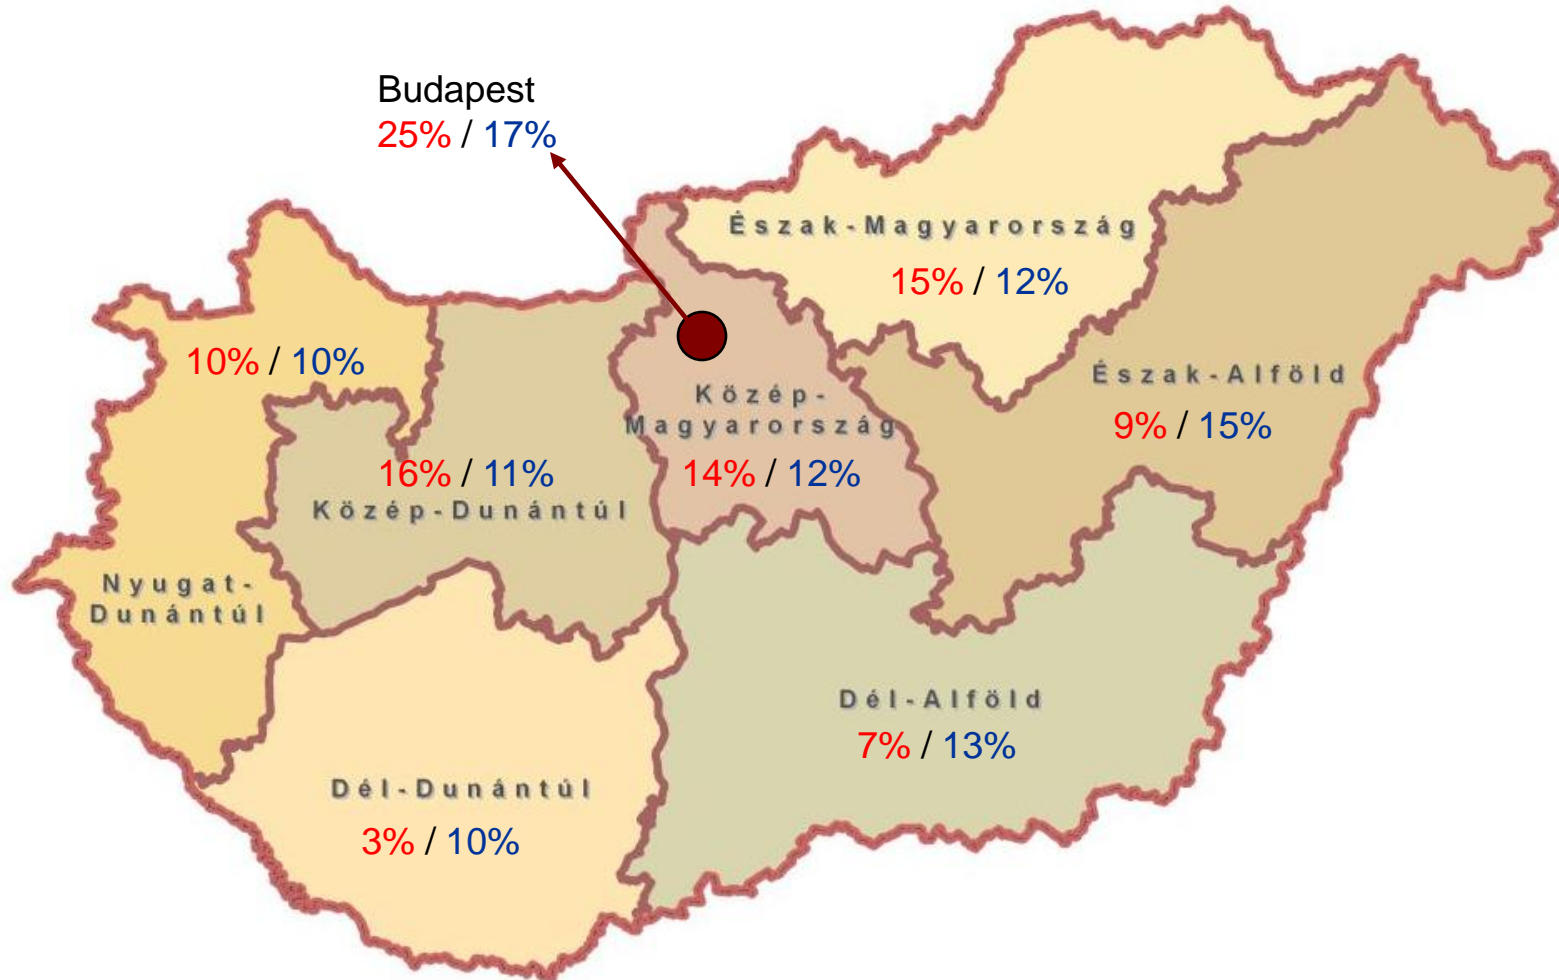 Budapest
25% / 17%
Észak-Magyarország
15% / 12%
10% / 10%
Észak-Alföld
9% / 15%
Közép-
Magyarország
14% / 12%
16% / 11%
Közép-Dunántúl
Nyugat-
Dunántúl
Dél-Alföld
7% / 13%
Dél-Dunántúl
3% / 10%